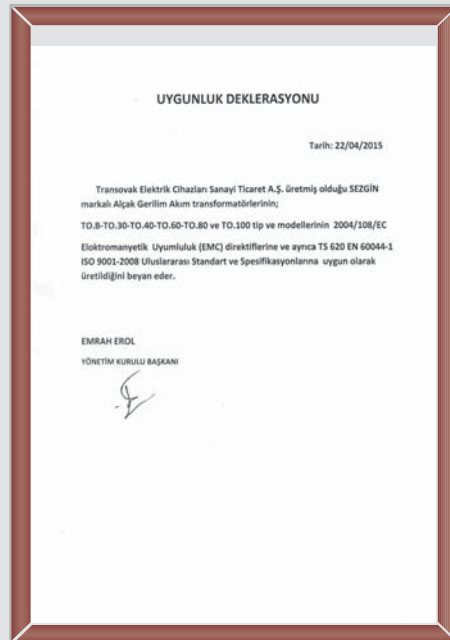 UYGUNLUK DEKLERASYONU
Tarih: 22/04/2015
Transovak Elektrik Cihazları Sanayi Ticaret A.Ş. üretmiş olduğu SEZGİN
markalı Alçak Gerilim Akım transformatörlerinin;
TO.B-TO.30-TO.40-TO.60-TO.80 ve TO.100 tip ve modellerinin 2004/108/EC
Eloktromanyetik Uyumluluk (EMC) direktiflerine ve ayrıca TS 620 EN 60044-1
ISO 9001-2008 Uluslararası Standart ve Spesifikasyonlarına uygun olarak
üretildiğini beyan eder.
EMRAH EROL
YÖNETİM KURULU BAŞKANI